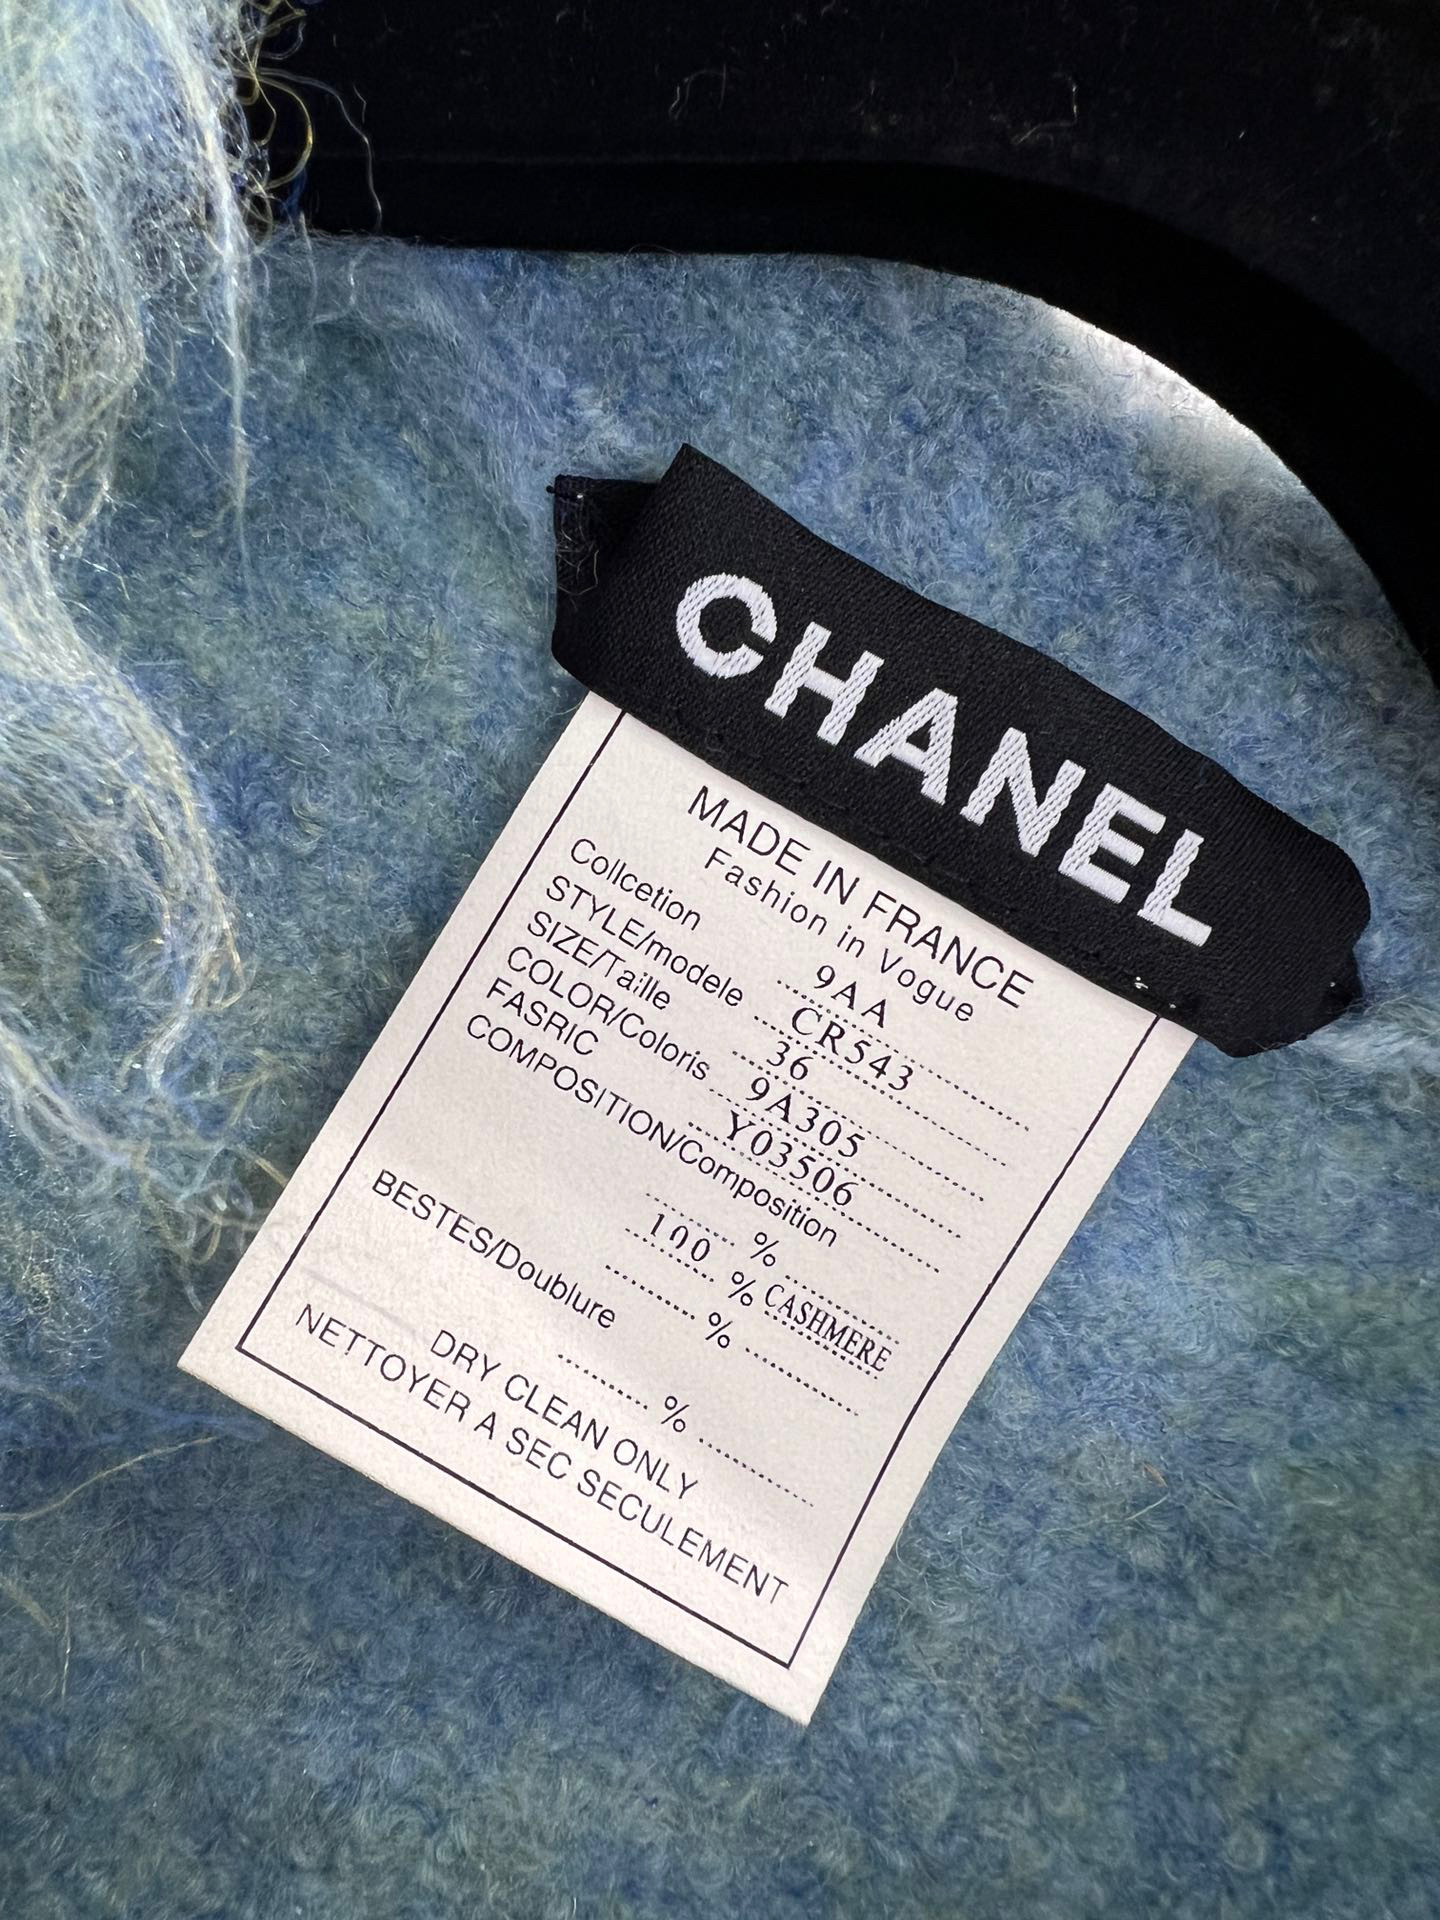 CHANEL
MADE IN FRANCE
Fashion in Vogue
Collcetion 9AA
STYLE/modele CR543
SIZE/Taille 36
COLOR/Coloris 9A305
FASRIC Y03506
COMPOSITION/Composition
%
100 % CASHMERE
%
BESTES/Doublure
%
DRY CLEAN ONLY
NETTOYER A SEC SECULEMENT